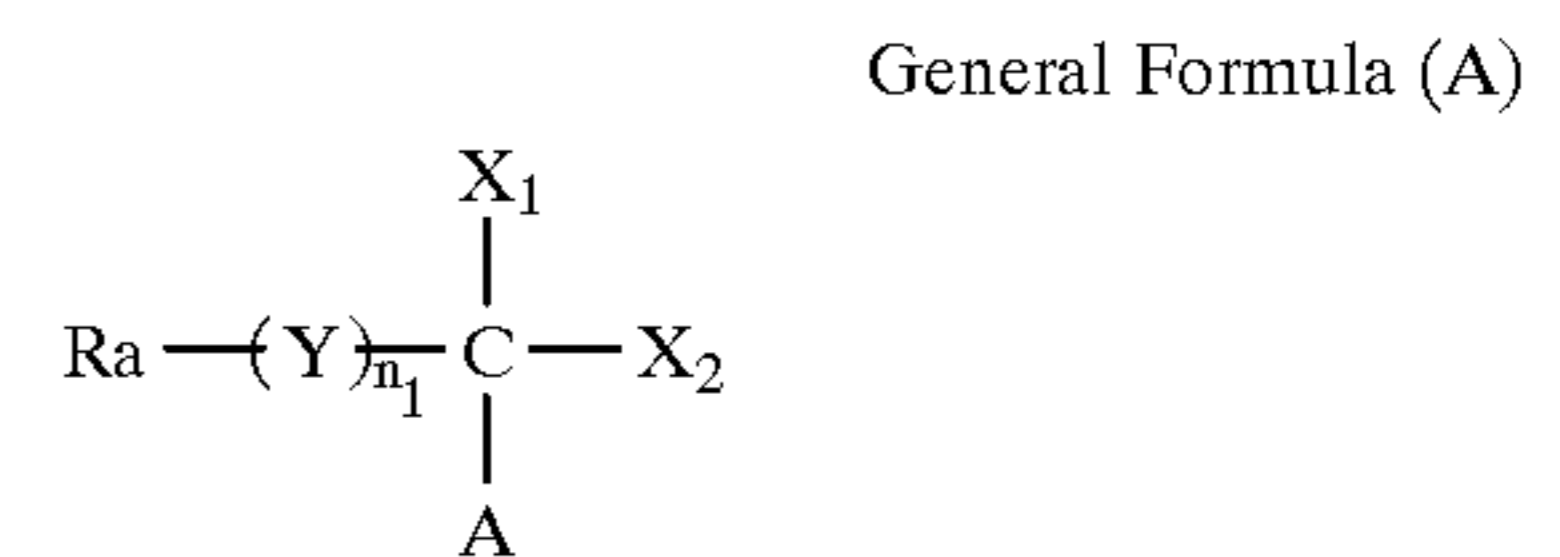 General Formula (A)
X₁
Ra—(Y)n₁—C—X₂
A